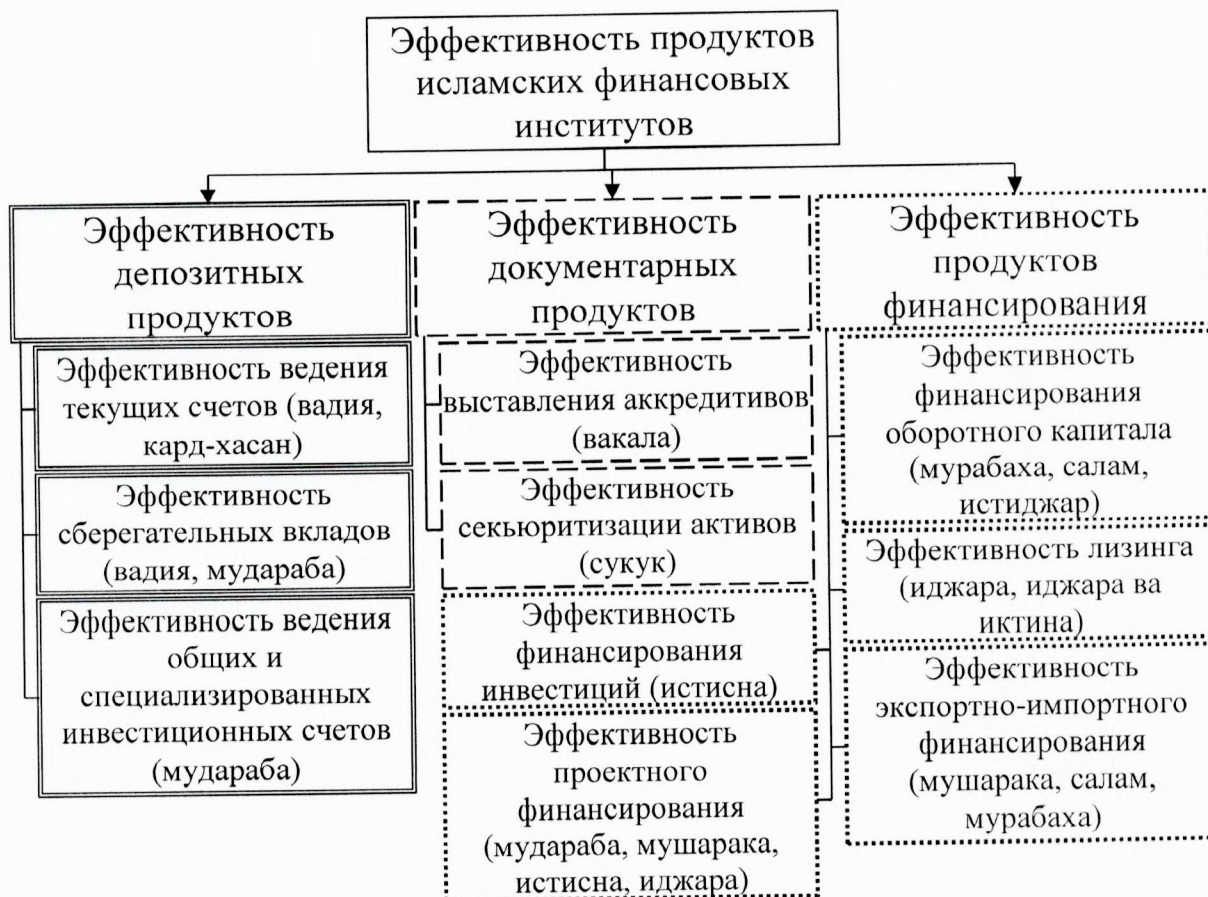 Эффективность продуктов
исламских финансовых
институтов
Эффективность
депозитных
продуктов
Эффективность ведения
текущих счетов (вадия,
кард-хасан)
Эффективность
сберегательных вкладов
(вадия, мудараба)
Эффективность ведения
общих и
специализированных
инвестиционных счетов
(мудараба)
Эффективность
документарных
продуктов
Эффективность
выставления аккредитивов
(вакала)
Эффективность
секьюритизации активов
(сукук)
Эффективность
финансирования
инвестиций (истисна)
Эффективность
проектного
финансирования
(мудараба, мушарака,
истисна, иджара)
Эффективность
продуктов
финансирования
Эффективность
финансирования
оборотного капитала
(мурабаха, салам,
истиджар)
Эффективность лизинга
(иджара, иджара ва
иктина)
Эффективность
экспортно-импортного
финансирования
(мушарака, салам,
мурабаха)